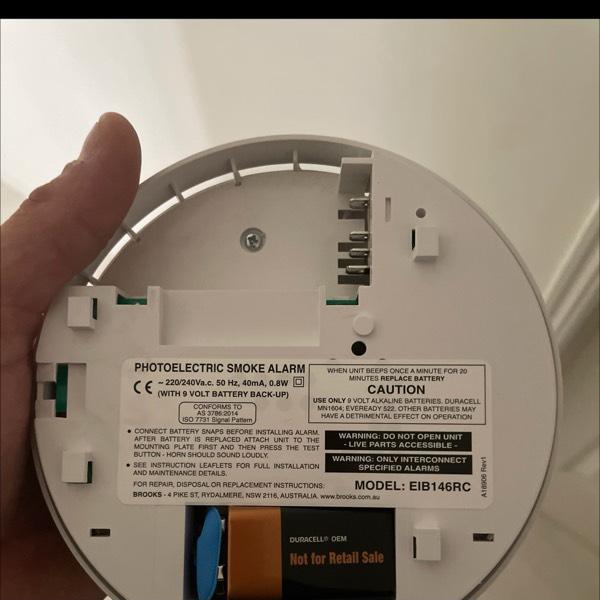 PHOTOELECTRIC SMOKE ALARM
CE ~ 220/240Va.c. 50 Hz, 40mA, 0.8W
(WITH 9 VOLT BATTERY BACK-UP)
CONFORMS TO
AS 3786:2014
ISO 7731 Signal Pattern
• CONNECT BATTERY SNAPS BEFORE INSTALLING ALARM.
AFTER BATTERY IS REPLACED ATTACH UNIT TO THE
MOUNTING PLATE FIRST AND THEN PRESS THE TEST
BUTTON - HORN SHOULD SOUND LOUDLY.
• SEE INSTRUCTION LEAFLETS FOR FULL INSTALLATION
AND MAINTENANCE DETAILS.
FOR REPAIR, DISPOSAL OR REPLACEMENT INSTRUCTIONS:
BROOKS - 4 PIKE ST, RYDALMERE, NSW 2116, AUSTRALIA. www.brooks.com.au
WHEN UNIT BEEPS ONCE A MINUTE FOR 20
MINUTES REPLACE BATTERY
CAUTION
USE ONLY 9 VOLT ALKALINE BATTERIES, DURACELL
MN1604; EVEREADY 522. OTHER BATTERIES MAY
HAVE A DETRIMENTAL EFFECT ON OPERATION
WARNING: DO NOT OPEN UNIT
- LIVE PARTS ACCESSIBLE -
WARNING: ONLY INTERCONNECT
SPECIFIED ALARMS
MODEL: EIB146RC
A18906 Rev1
DURACELL® OEM
Not for Retail Sale